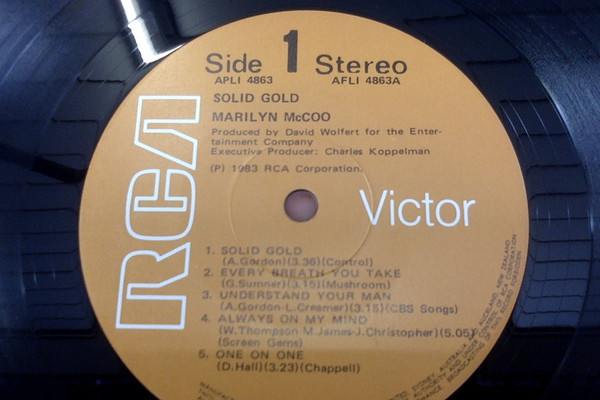 Side 1 Stereo
APLI 4863 AFLI 4863A
SOLID GOLD
MARILYN McCOO
Produced by David Wolfert for the Enter-
tainment Company
Executive Producer: Charles Koppelman
(P) 1983 RCA Corporation.
RCA
Victor
1. SOLID GOLD
(A.Gordon)(3.36)(Control)
2. EVERY BREATH YOU TAKE
(G.Sumner)(3.15)(Mushroom)
3. UNDERSTAND YOUR MAN
(A.Gordon-L.Creamer)(3.15)(CBS Songs)
4. ALWAYS ON MY MIND
(W.Thompson-M.James-J.Christopher)(5.05)
(Screen Gems)
5. ONE ON ONE
(D.Hall)(3.23)(Chappell)